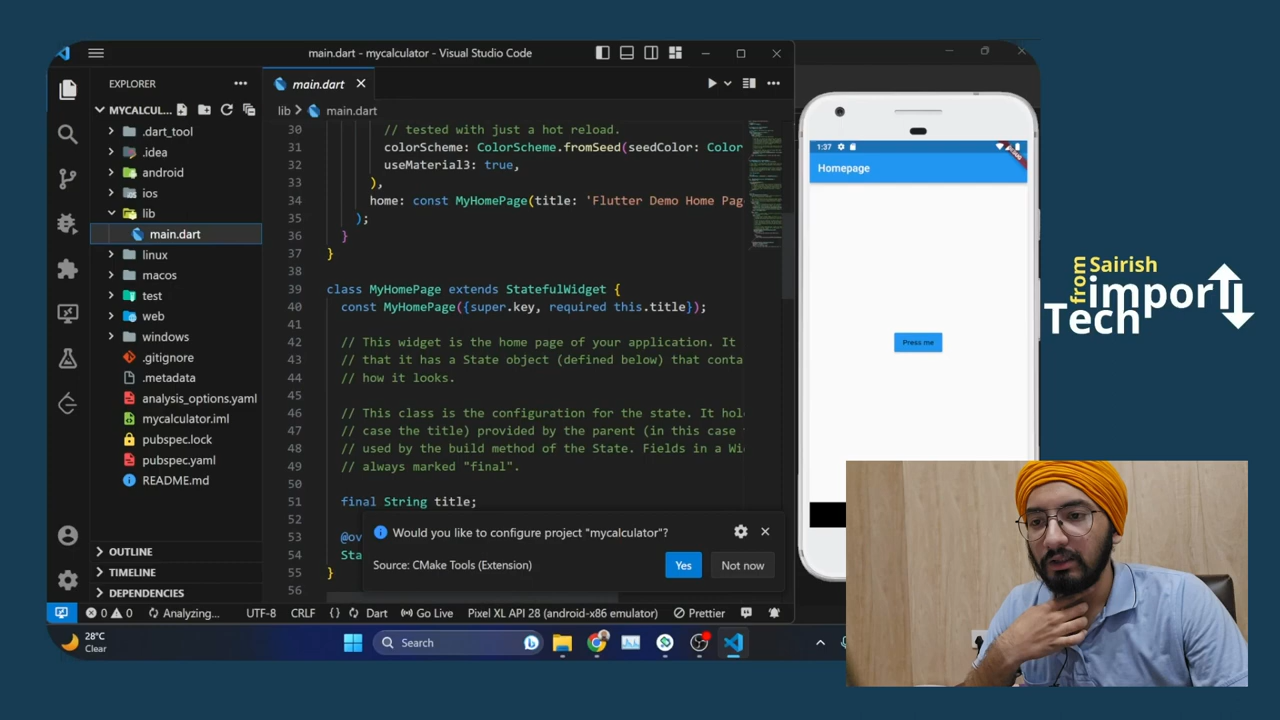 main.dart - mycalculator - Visual Studio Code
EXPLORER
MYCALCUL...
.dart_tool
.idea
android
ios
lib
main.dart
linux
macos
test
web
windows
.gitignore
.metadata
analysis_options.yaml
mycalculator.iml
pubspec.lock
pubspec.yaml
README.md
OUTLINE
TIMELINE
DEPENDENCIES
main.dart
lib > main.dart
30 // tested with just a hot reload.
31 colorScheme: ColorScheme.fromSeed(seedColor: Color
32 useMaterial3: true,
33 ),
34 home: const MyHomePage(title: 'Flutter Demo Home Pag
35 );
36 }
37 }
38
39 class MyHomePage extends StatefulWidget {
40 const MyHomePage({super.key, required this.title});
41
42 // This widget is the home page of your application. It
43 // that it has a State object (defined below) that conta
44 // how it looks.
45
46 // This class is the configuration for the state. It hol
47 // case the title) provided by the parent (in this case
48 // used by the build method of the State. Fields in a Wi
49 // always marked "final".
50
51 final String title;
52
53 @ov
54 Sta
55 }
56
Would you like to configure project "mycalculator"?
Source: CMake Tools (Extension)
Yes
Not now
0 0 Analyzing... UTF-8 CRLF {} Dart Go Live Pixel XL API 28 (android-x86 emulator) Prettier
28°C
Clear
Search
1:37
Homepage
Press me
from Sairish
import
Tech